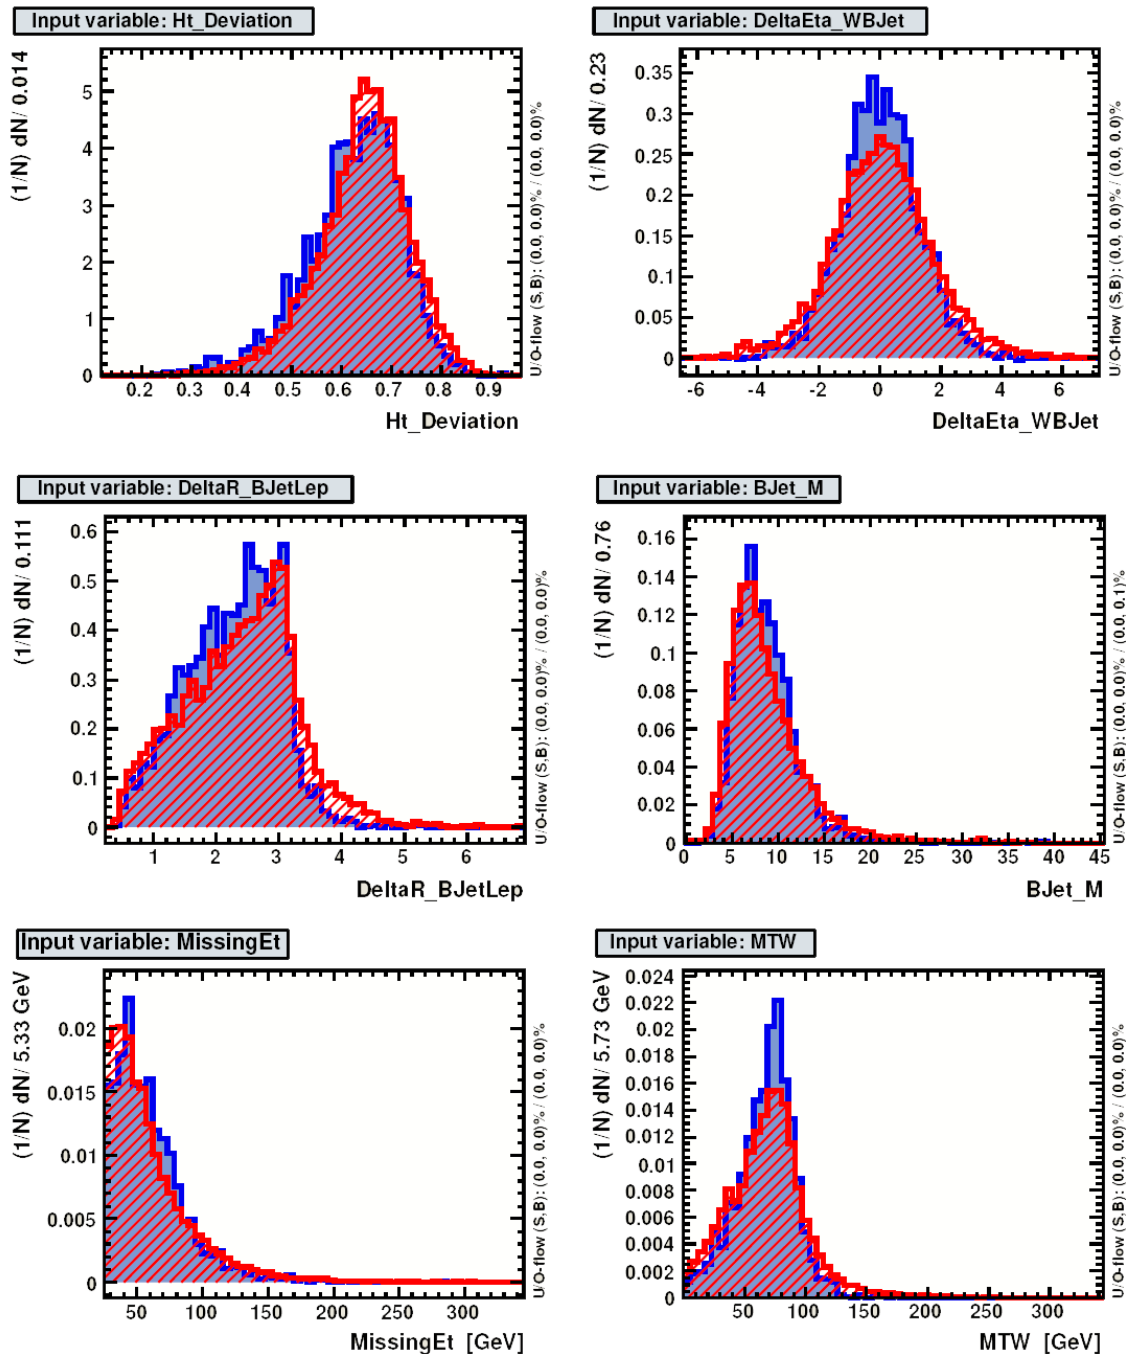 Input variable: Ht_Deviation
(1/N) dN/ 0.014
5
4
3
2
1
0
0.2 0.3 0.4 0.5 0.6 0.7 0.8 0.9
Ht_Deviation
U/O-flow (S,B): (0.0, 0.0)% / (0.0, 0.0)%
Input variable: DeltaEta_WBJet
(1/N) dN/ 0.23
0.35
0.3
0.25
0.2
0.15
0.1
0.05
0
-6 -4 -2 0 2 4 6
DeltaEta_WBJet
U/O-flow (S,B): (0.0, 0.0)% / (0.0, 0.0)%
Input variable: DeltaR_BJetLep
(1/N) dN/ 0.111
0.6
0.5
0.4
0.3
0.2
0.1
0
1 2 3 4 5 6
DeltaR_BJetLep
U/O-flow (S,B): (0.0, 0.0)% / (0.0, 0.0)%
Input variable: BJet_M
(1/N) dN/ 0.76
0.16
0.14
0.12
0.1
0.08
0.06
0.04
0.02
0
0 5 10 15 20 25 30 35 40 45
BJet_M
U/O-flow (S,B): (0.0, 0.0)% / (0.0, 0.1)%
Input variable: MissingEt
(1/N) dN/ 5.33 GeV
0.02
0.015
0.01
0.005
0
50 100 150 200 250 300
MissingEt [GeV]
U/O-flow (S,B): (0.0, 0.0)% / (0.0, 0.0)%
Input variable: MTW
(1/N) dN/ 5.73 GeV
0.024
0.022
0.02
0.018
0.016
0.014
0.012
0.01
0.008
0.006
0.004
0.002
0
50 100 150 200 250 300
MTW [GeV]
U/O-flow (S,B): (0.0, 0.0)% / (0.0, 0.0)%